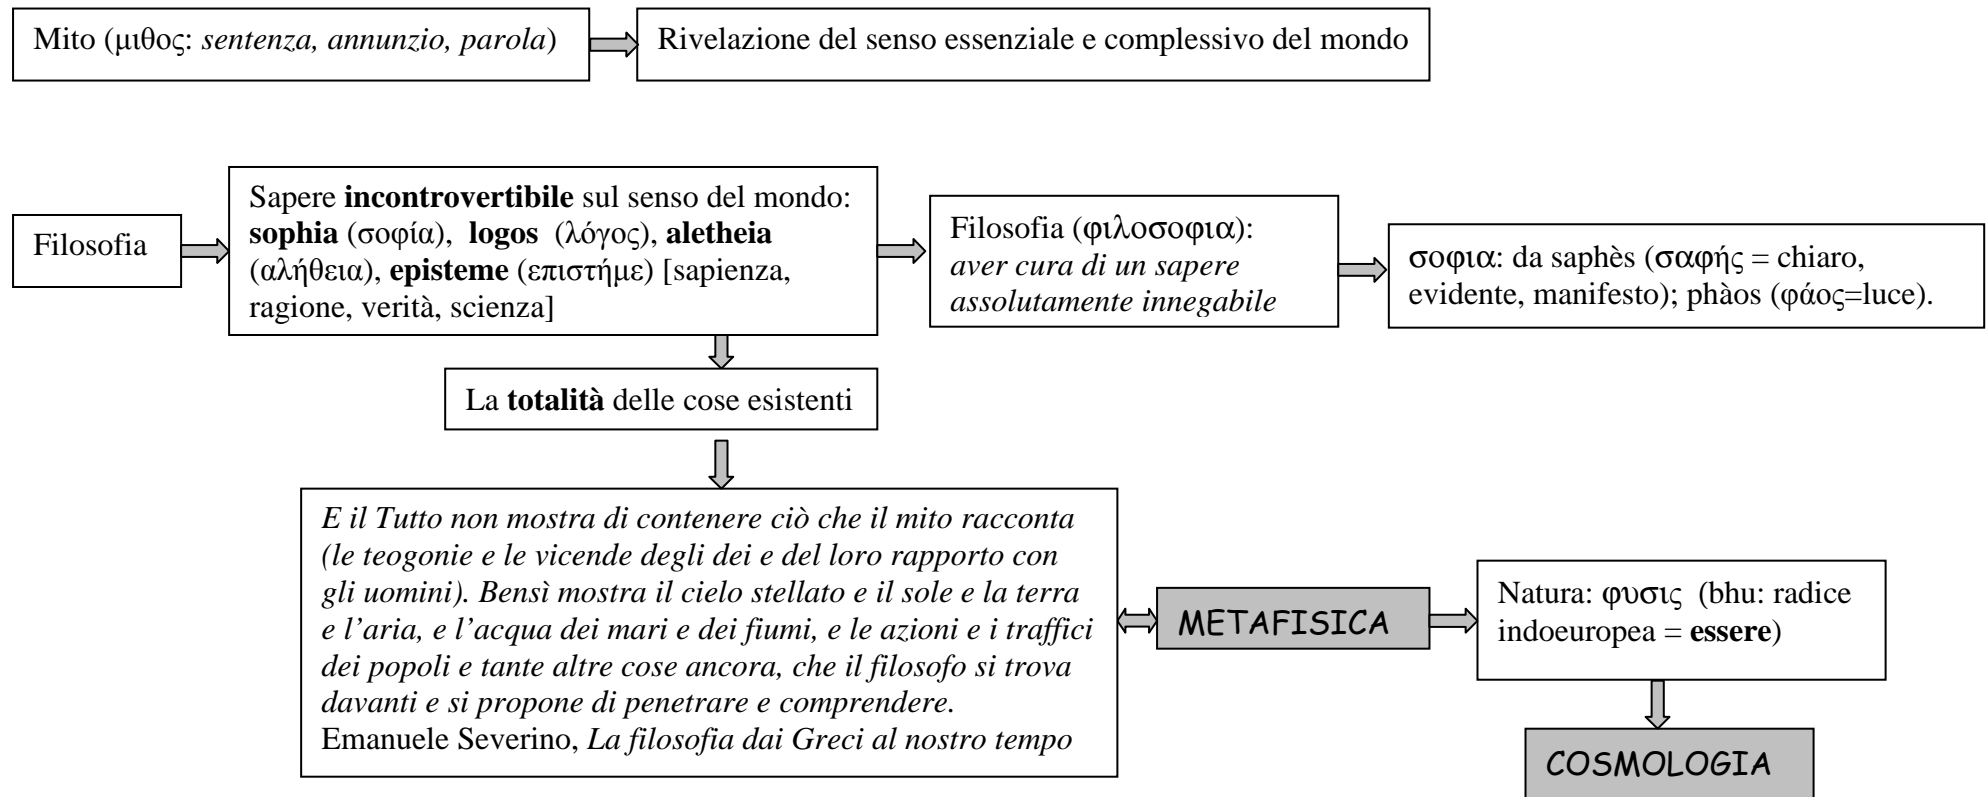 Mito (μιθος: sentenza, annunzio, parola)
Rivelazione del senso essenziale e complessivo del mondo
Filosofia
Sapere incontrovertibile sul senso del mondo:
sophia (σοφία), logos (λόγος), aletheia
(αλήθεια), episteme (επιστήμε) [sapienza,
ragione, verità, scienza]
Filosofia (φιλοσοφια):
aver cura di un sapere
assolutamente innegabile
σοφια: da saphès (σαφής = chiaro,
evidente, manifesto); phàos (φάος=luce).
La totalità delle cose esistenti
E il Tutto non mostra di contenere ciò che il mito racconta
(le teogonie e le vicende degli dei e del loro rapporto con
gli uomini). Bensì mostra il cielo stellato e il sole e la terra
e l’aria, e l’acqua dei mari e dei fiumi, e le azioni e i traffici
dei popoli e tante altre cose ancora, che il filosofo si trova
davanti e si propone di penetrare e comprendere.
Emanuele Severino, La filosofia dai Greci al nostro tempo
METAFISICA
Natura: φυσις (bhu: radice
indoeuropea = essere)
COSMOLOGIA